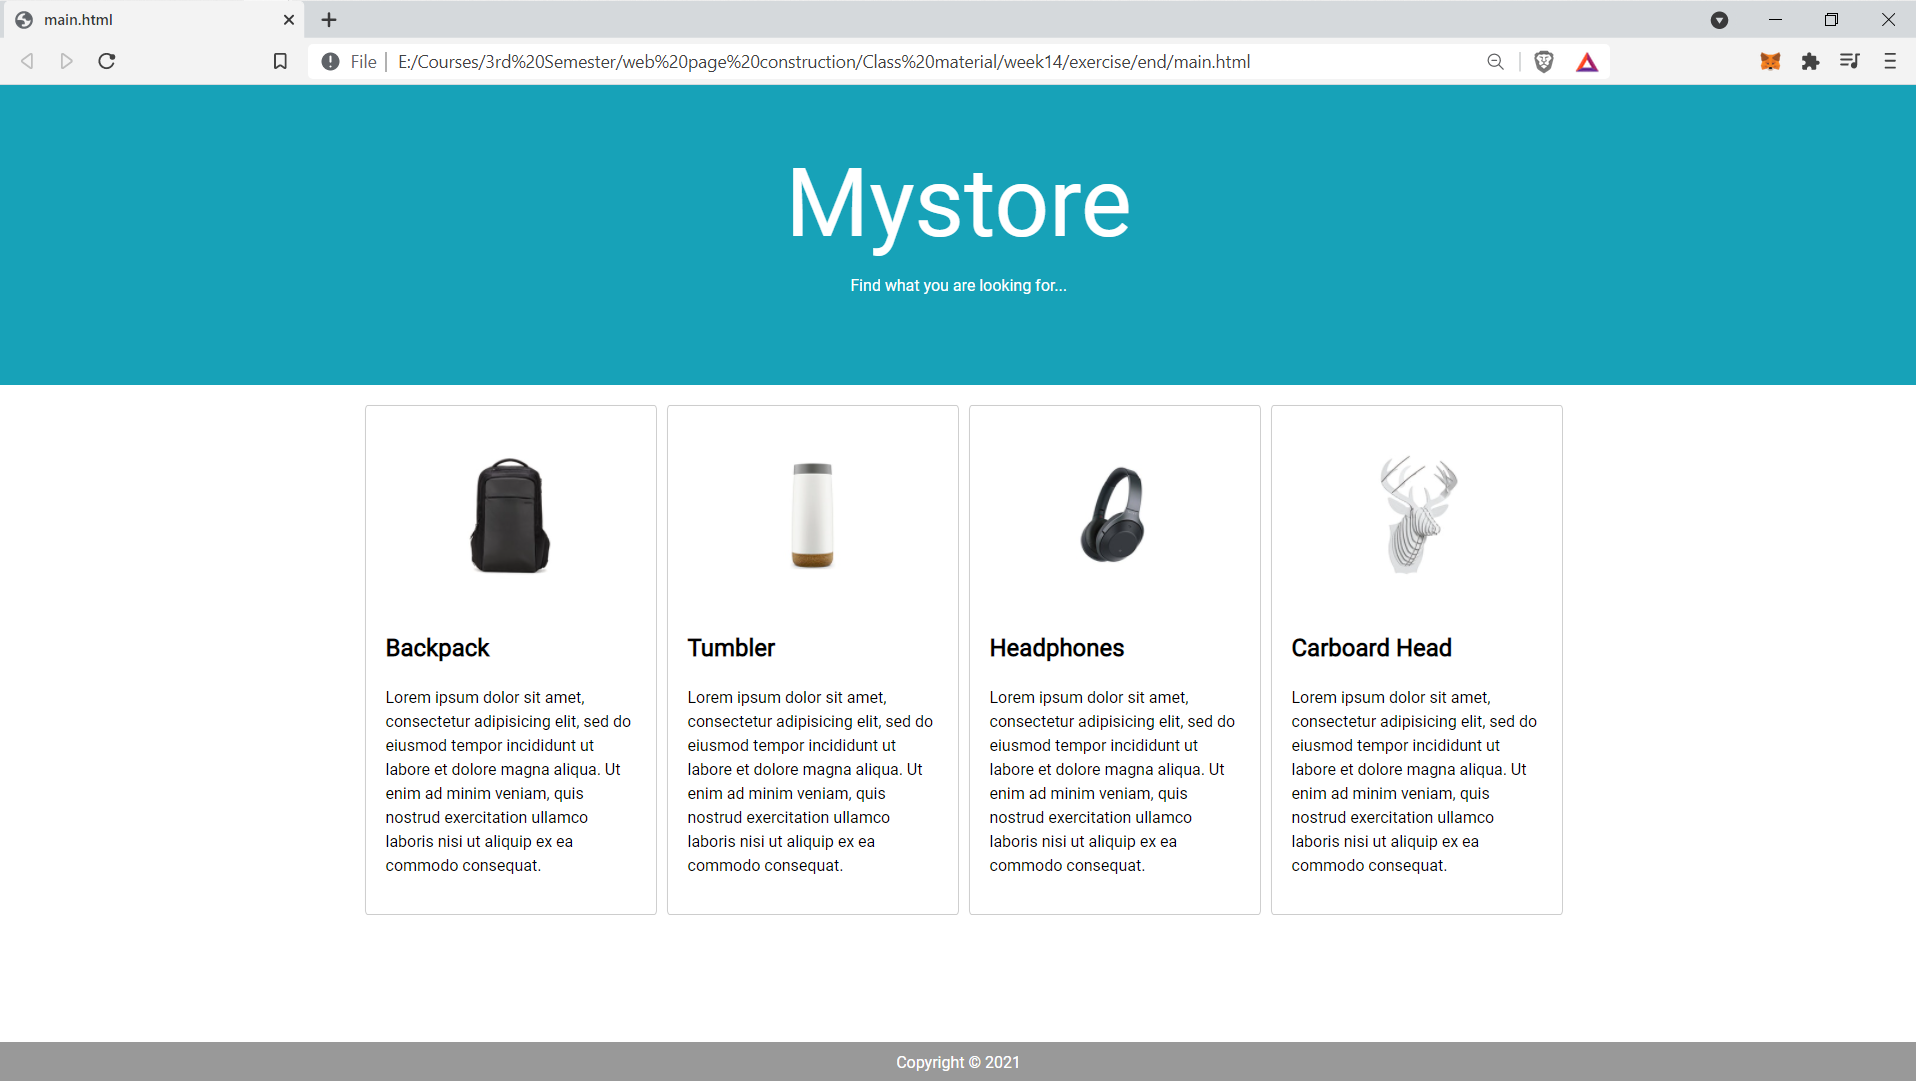 main.html
File
E:/Courses/3rd%20Semester/web%20page%20construction/Class%20material/week14/exercise/end/main.html
Mystore
Find what you are looking for...
Backpack
Lorem ipsum dolor sit amet,
consectetur adipisicing elit, sed do
eiusmod tempor incididunt ut
labore et dolore magna aliqua. Ut
enim ad minim veniam, quis
nostrud exercitation ullamco
laboris nisi ut aliquip ex ea
commodo consequat.
Tumbler
Lorem ipsum dolor sit amet,
consectetur adipisicing elit, sed do
eiusmod tempor incididunt ut
labore et dolore magna aliqua. Ut
enim ad minim veniam, quis
nostrud exercitation ullamco
laboris nisi ut aliquip ex ea
commodo consequat.
Headphones
Lorem ipsum dolor sit amet,
consectetur adipisicing elit, sed do
eiusmod tempor incididunt ut
labore et dolore magna aliqua. Ut
enim ad minim veniam, quis
nostrud exercitation ullamco
laboris nisi ut aliquip ex ea
commodo consequat.
Carboard Head
Lorem ipsum dolor sit amet,
consectetur adipisicing elit, sed do
eiusmod tempor incididunt ut
labore et dolore magna aliqua. Ut
enim ad minim veniam, quis
nostrud exercitation ullamco
laboris nisi ut aliquip ex ea
commodo consequat.
Copyright © 2021